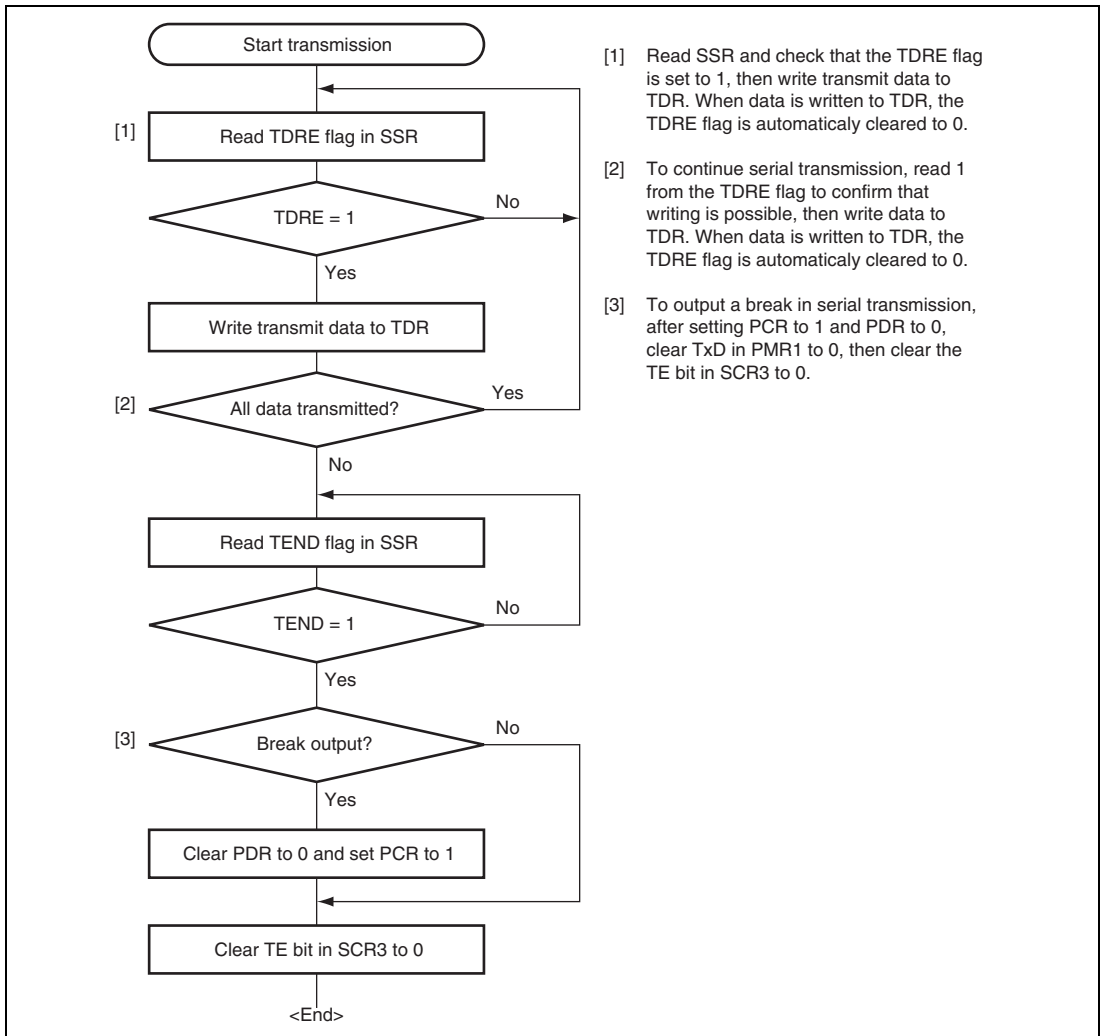 Start transmission
[1]
Read TDRE flag in SSR
TDRE = 1
No
Yes
Write transmit data to TDR
[2]
All data transmitted?
Yes
No
Read TEND flag in SSR
TEND = 1
No
Yes
[3]
Break output?
No
Yes
Clear PDR to 0 and set PCR to 1
Clear TE bit in SCR3 to 0
<End>
[1] Read SSR and check that the TDRE flag
is set to 1, then write transmit data to
TDR. When data is written to TDR, the
TDRE flag is automaticaly cleared to 0.
[2] To continue serial transmission, read 1
from the TDRE flag to confirm that
writing is possible, then write data to
TDR. When data is written to TDR, the
TDRE flag is automaticaly cleared to 0.
[3] To output a break in serial transmission,
after setting PCR to 1 and PDR to 0,
clear TxD in PMR1 to 0, then clear the
TE bit in SCR3 to 0.